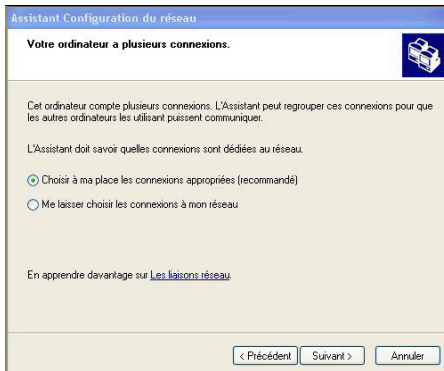 Assistant Configuration du réseau
Votre ordinateur a plusieurs connexions.
Cet ordinateur compte plusieurs connexions. L'Assistant peut regrouper ces connexions pour que
les autres ordinateurs les utilisant puissent communiquer.
L'Assistant doit savoir quelles connexions sont dédiées au réseau.
Choisir à ma place les connexions appropriées (recommandé)
Me laisser choisir les connexions à mon réseau
En apprendre davantage sur Les liaisons réseau.
< Précédent Suivant > Annuler